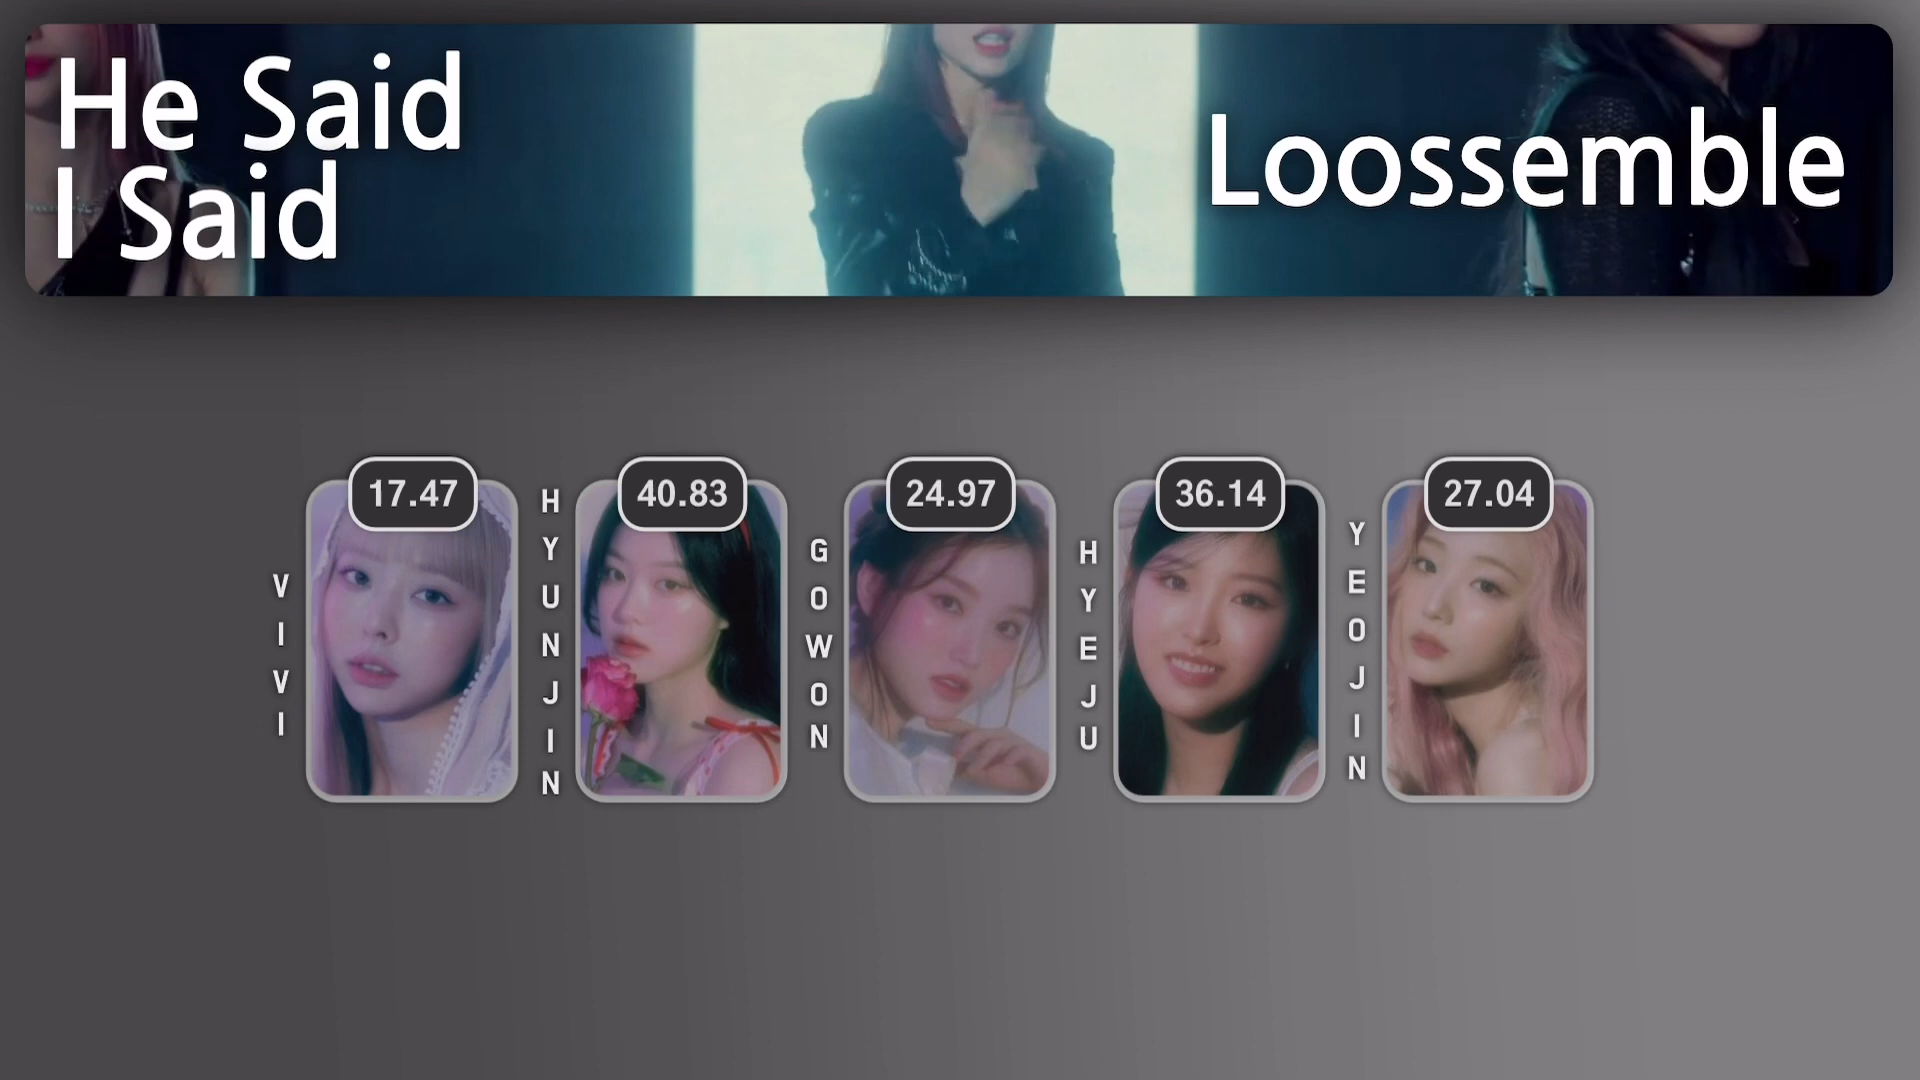 He Said
I Said
Loossemble
VIVI
17.47
HYUNJIN
40.83
GOWON
24.97
HYEJU
36.14
YEOJIN
27.04